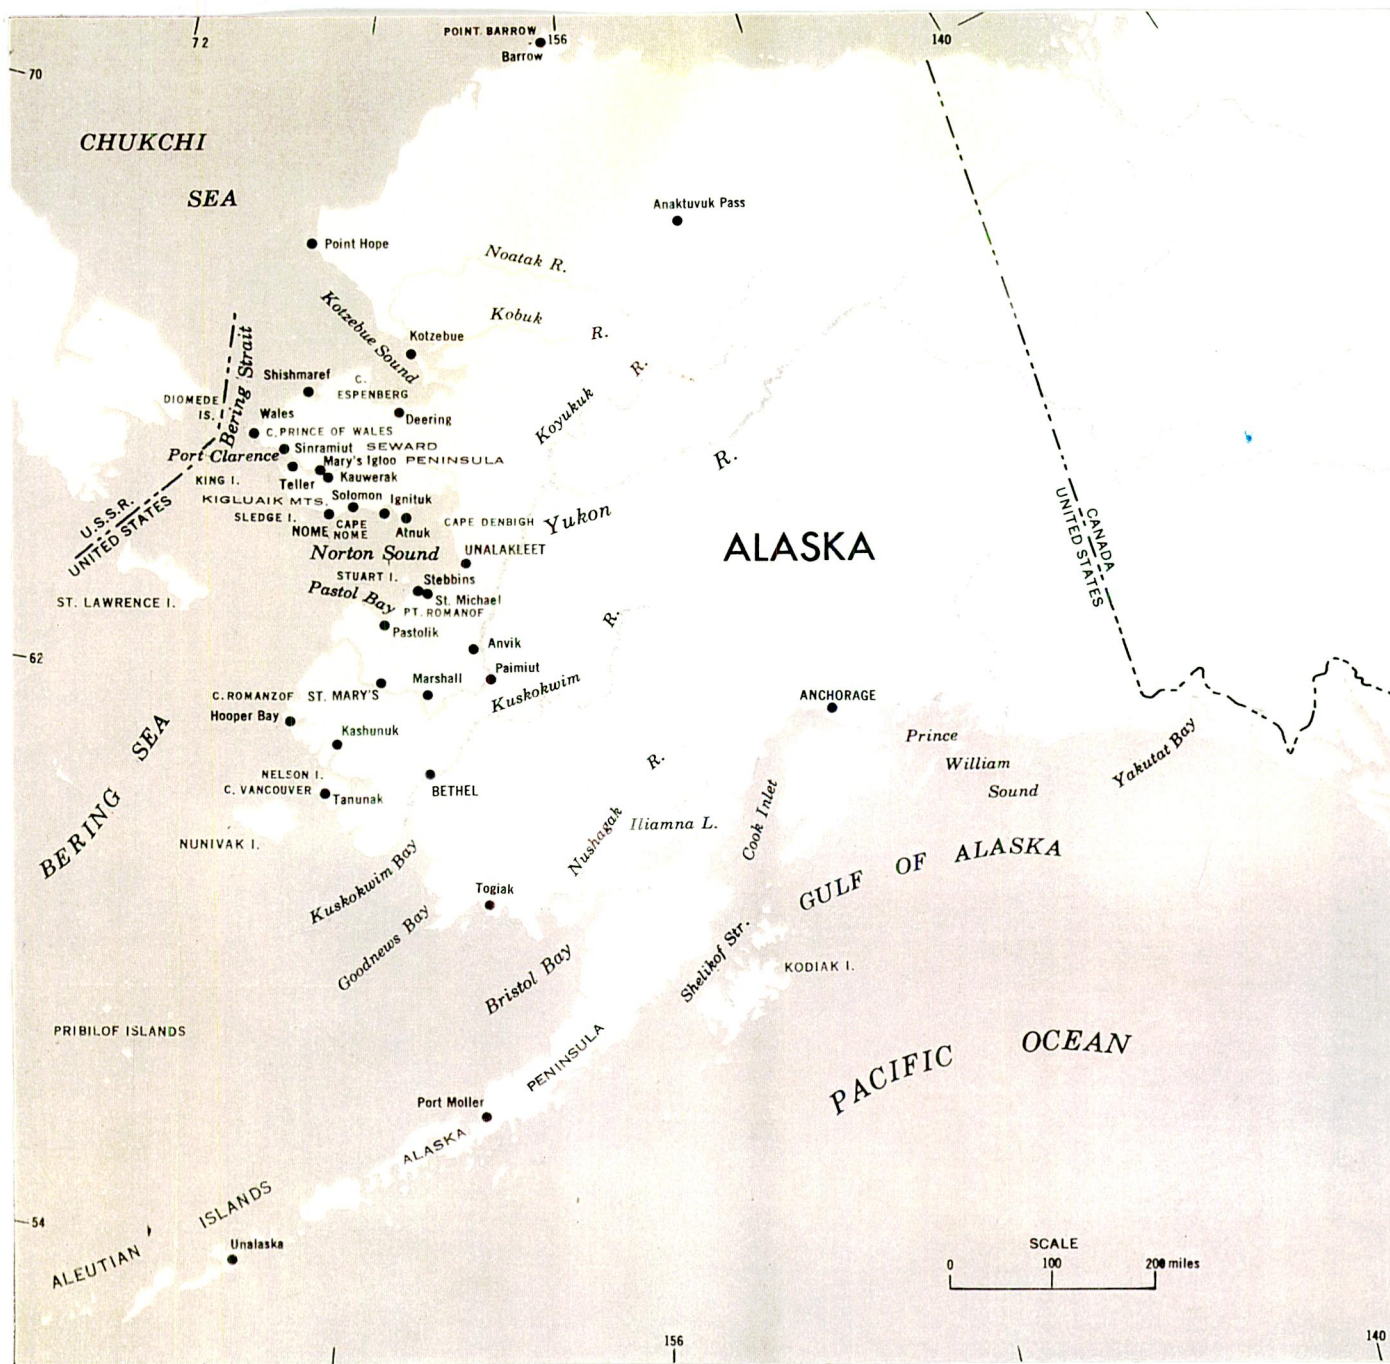 72
POINT BARROW
156
140
Barrow
70
CHUKCHI
SEA
Anaktuvuk Pass
Point Hope
Noatak R.
Kotzebue Sound
Kobuk
R.
Kotzebue
Bering Strait
R.
Shishmaref
C.
ESPENBERG
DIOMEDE
IS.
Wales
Deering
Koyukuk
C. PRINCE OF WALES
Sinramiut
SEWARD
Port Clarence
Mary's Igloo
PENINSULA
R.
KING I.
Teller
Kauwerak
KIGLUAIK MTS.
Solomon
Ignituk
U.S.S.R.
UNITED STATES
SLEDGE I.
NOME
CAPE
NOME
Atnuk
CAPE DENBIGH
Yukon
CANADA
UNITED STATES
Norton Sound
UNALAKLEET
ALASKA
STUART I.
Stebbins
Pastol Bay
St. Michael
ST. LAWRENCE I.
PT. ROMANOF
R.
Pastolik
62
Anvik
Paimiut
Marshall
Kuskokwim
C. ROMANZOF
ST. MARY'S
ANCHORAGE
Hooper Bay
BERING SEA
Kashunuk
Prince
William
Sound
Yakutat Bay
R.
NELSON I.
C. VANCOUVER
Tanunak
BETHEL
NUNIVAK I.
Nushagak
Iliamna L.
Cook Inlet
Kuskokwim Bay
GULF OF ALASKA
Togiak
Goodnews Bay
Bristol Bay
Shelikof Str.
KODIAK I.
PRIBILOF ISLANDS
PACIFIC OCEAN
PENINSULA
Port Moller
ALASKA
54
ALEUTIAN ISLANDS
Unalaska
SCALE
0 100 200 miles
156
140